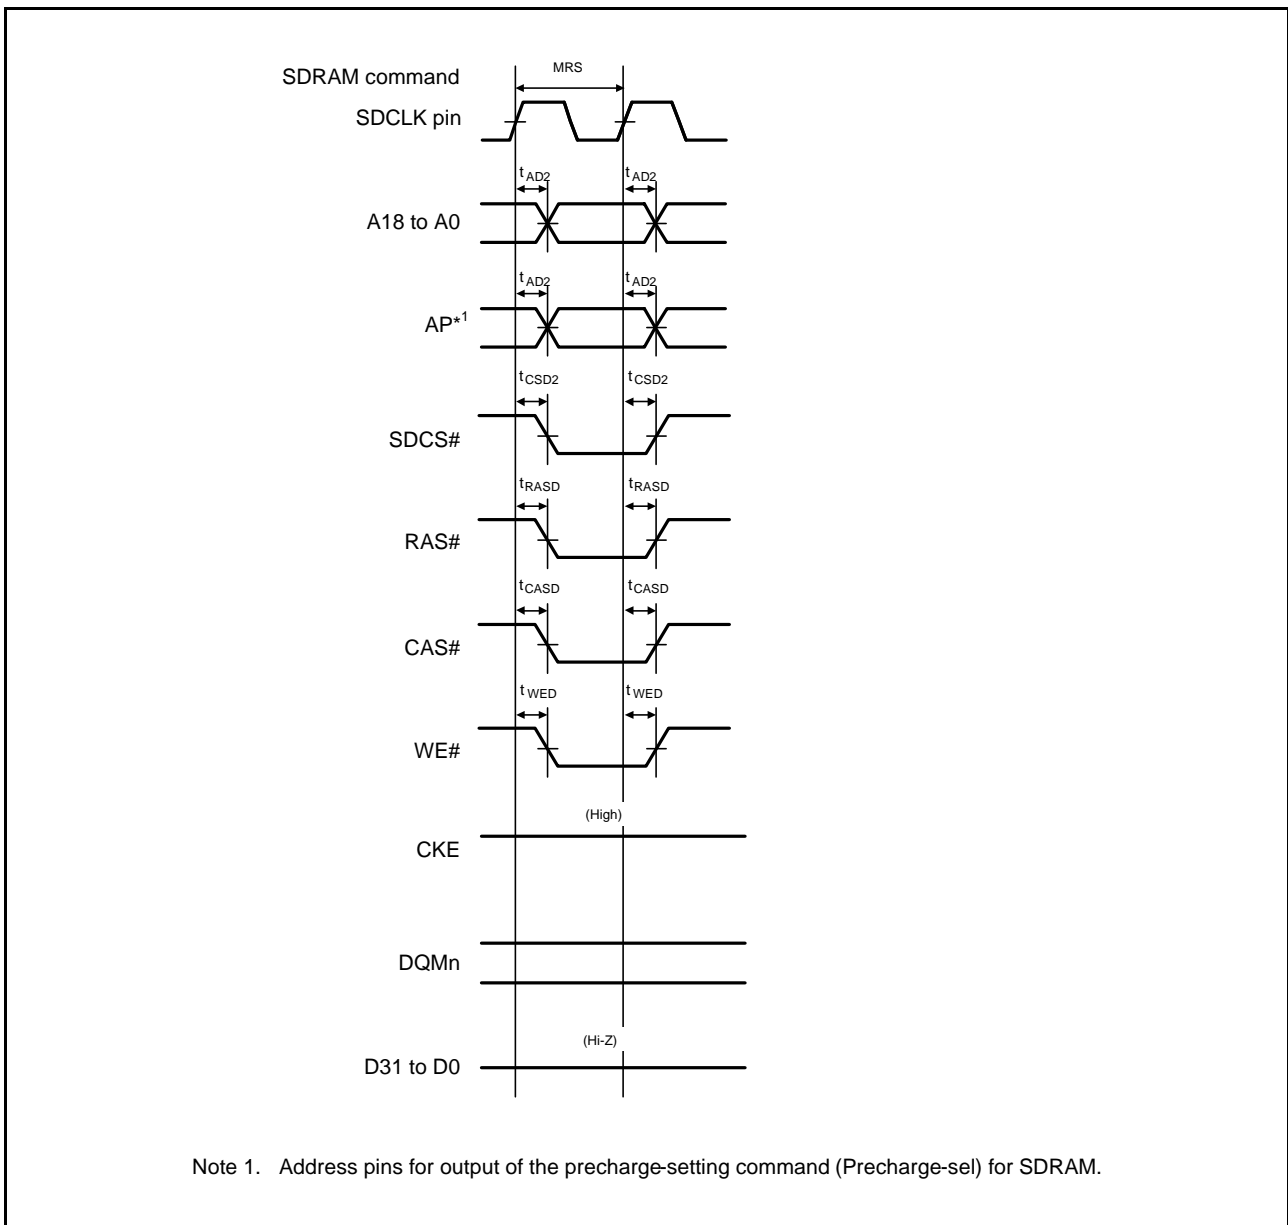 MRS
SDRAM command
SDCLK pin
tAD2 tAD2
A18 to A0
tAD2 tAD2
AP*1
tCSD2 tCSD2
SDCS#
tRASD tRASD
RAS#
tCASD tCASD
CAS#
tWED tWED
WE#
(High)
CKE
DQMn
(Hi-Z)
D31 to D0
Note 1. Address pins for output of the precharge-setting command (Precharge-sel) for SDRAM.